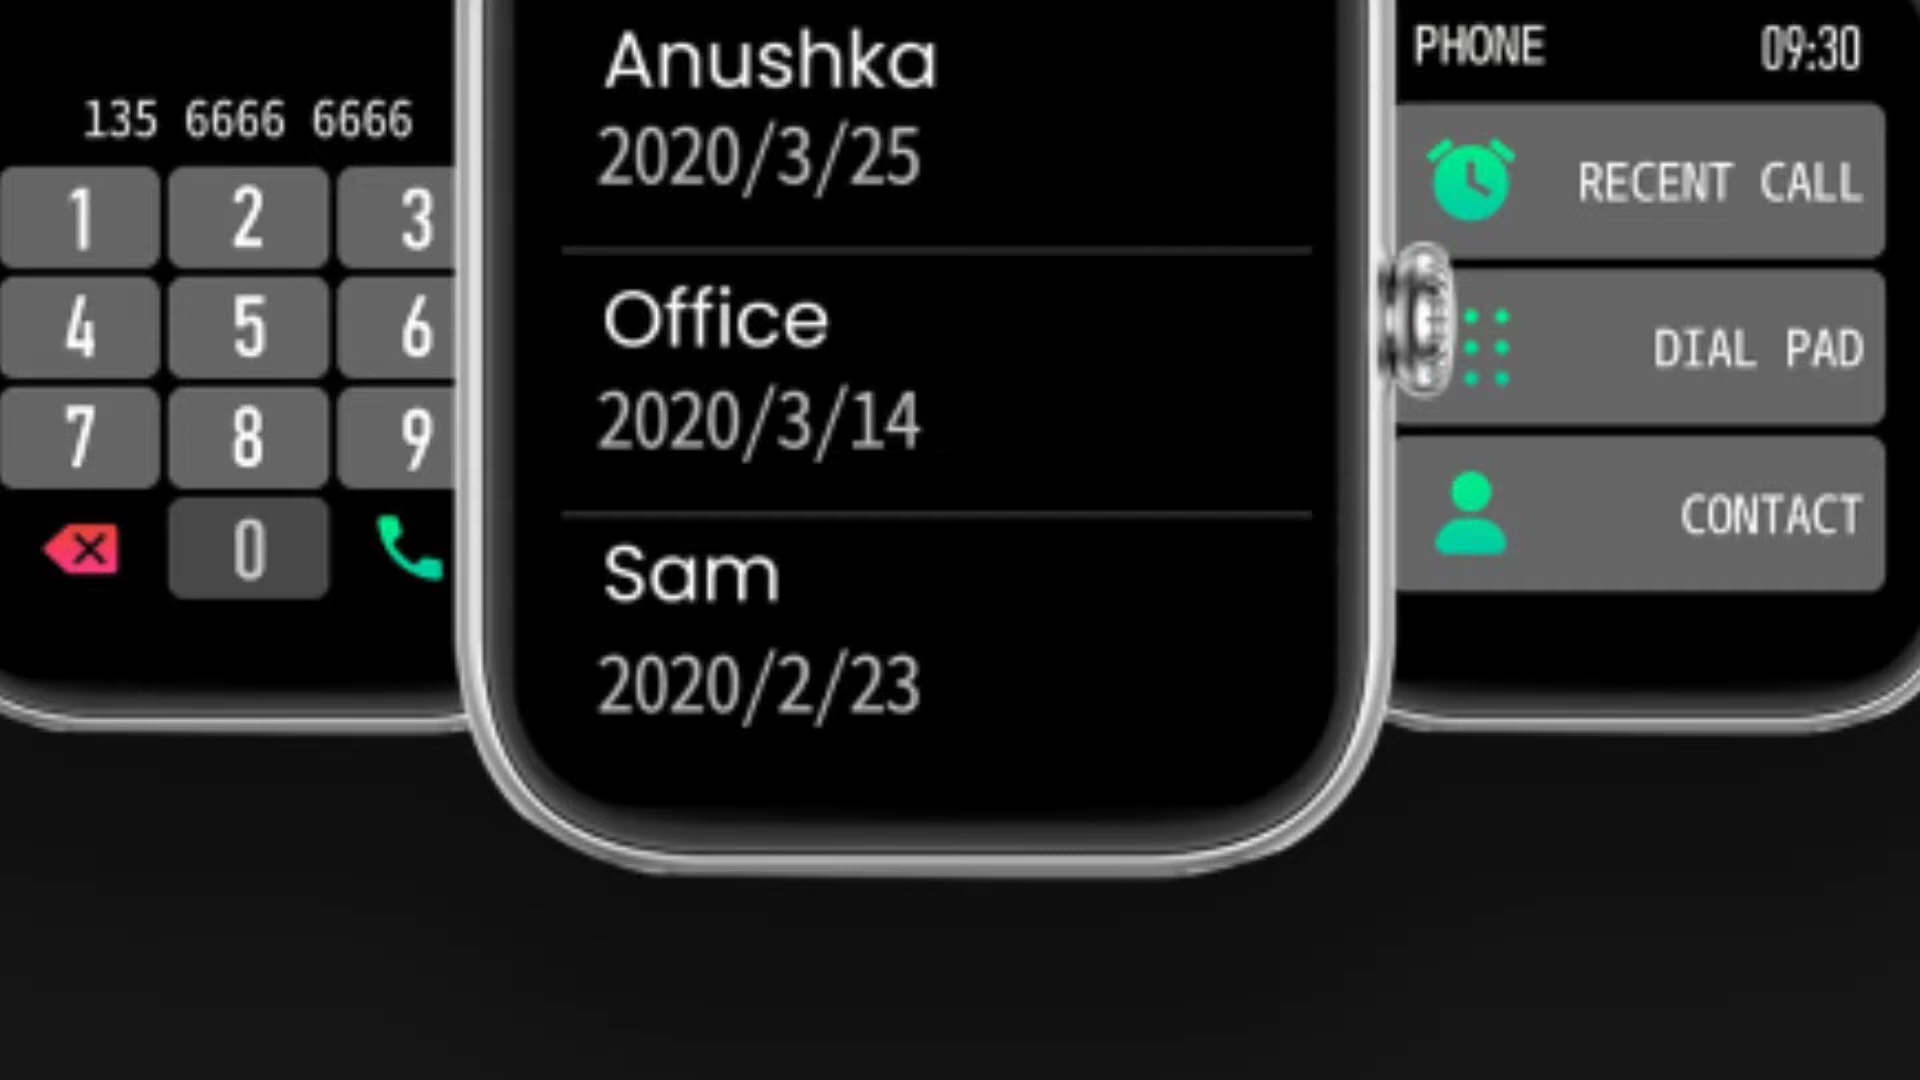 135 6666 6666
1 2 3
4 5 6
7 8 9
0
Anushka
2020/3/25
Office
2020/3/14
Sam
2020/2/23
PHONE 09:30
RECENT CALL
DIAL PAD
CONTACT